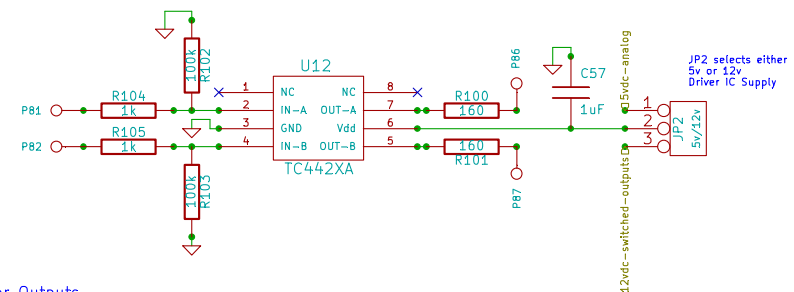 JP2 selects either
5v or 12v
Driver IC Supply
5vdc-analog
P86
C57
1uF
100k
R102
U12
1
NC
NC
8
R104
1k
P81
2
IN-A
OUT-A
7
R100
160
1
3
GND
Vdd
6
2
JP2
5v/12v
R105
1k
P82
4
IN-B
OUT-B
5
160
R101
3
TC442XA
100k
R103
P87
12vdc-switched-outputs
Outputs